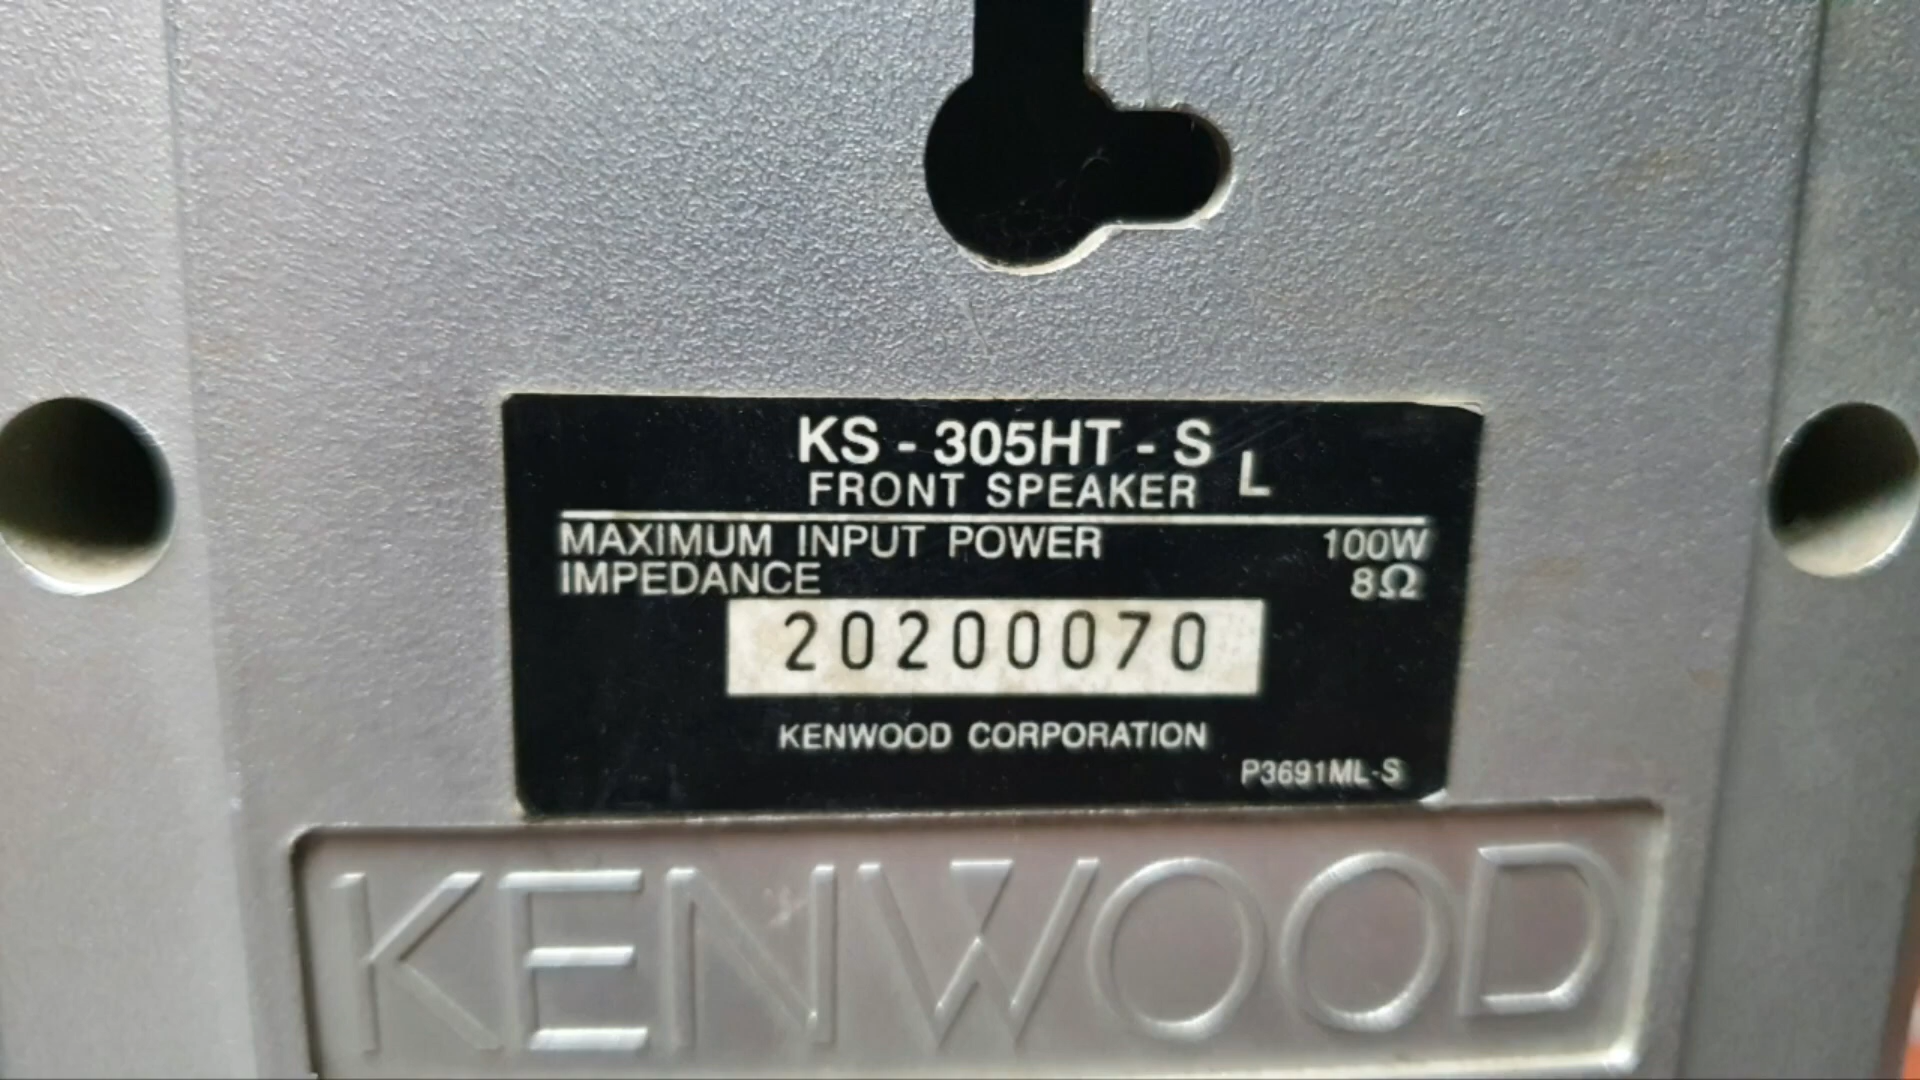 KS - 305HT - S
FRONT SPEAKER L
MAXIMUM INPUT POWER 100W
IMPEDANCE 8Ω
20200070
KENWOOD CORPORATION
P3691ML-S
KENWOOD